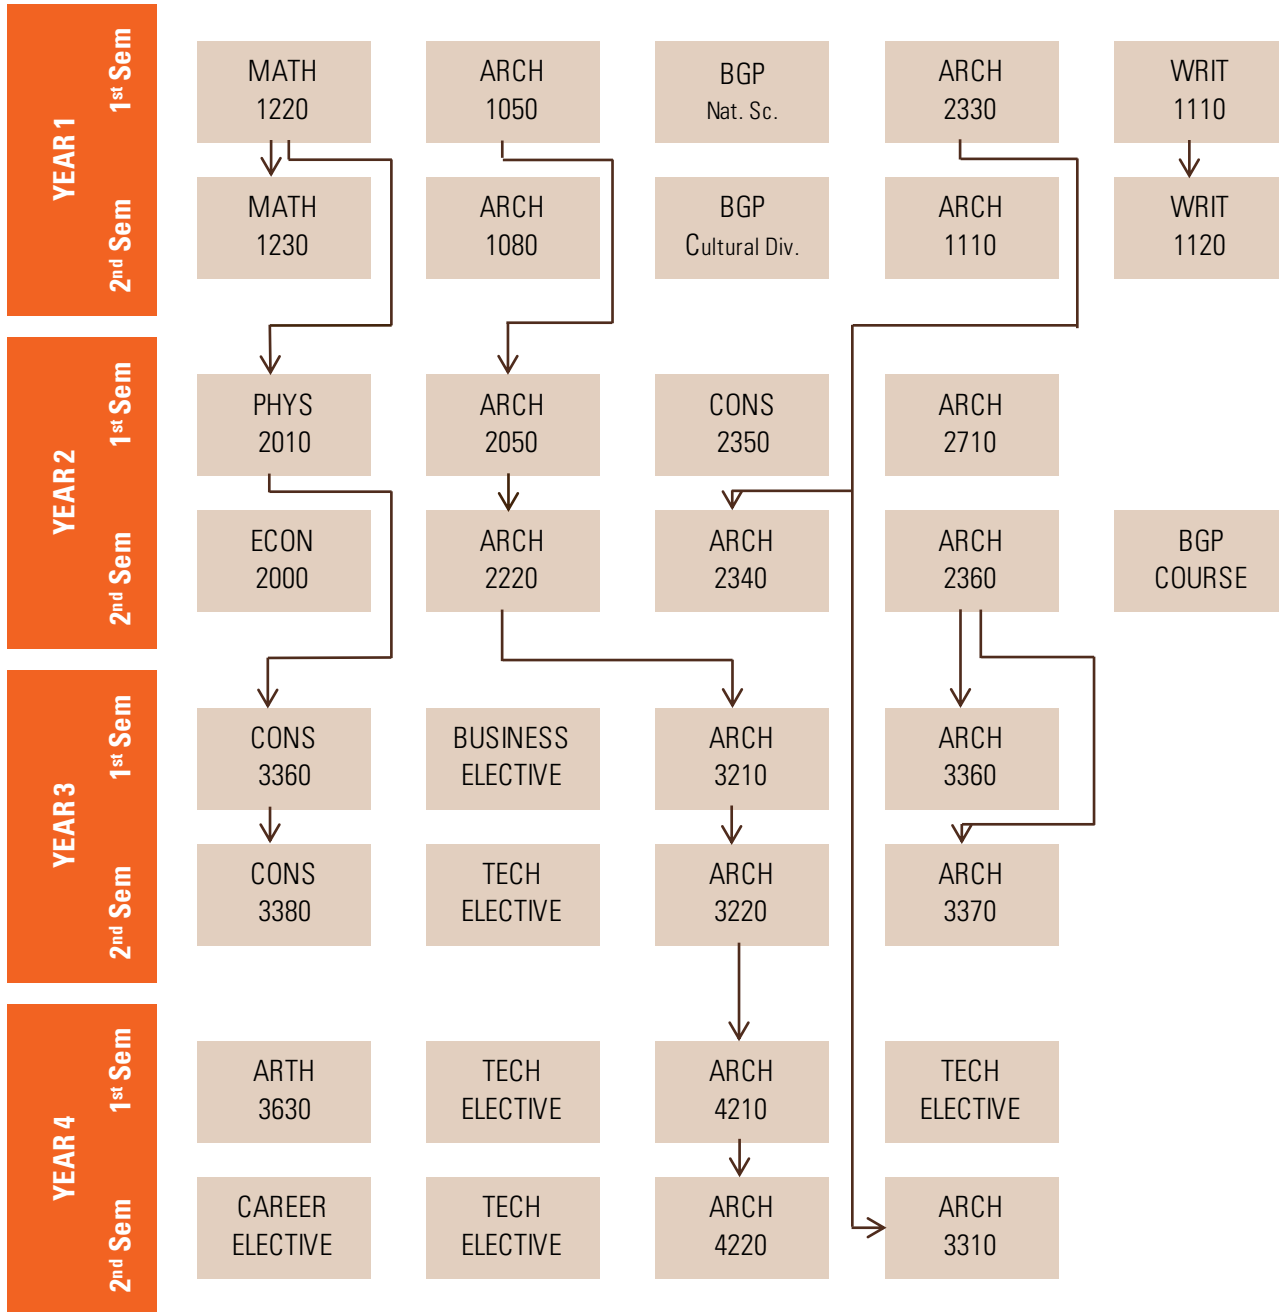 YEAR 1
1st Sem
MATH
1220
ARCH
1050
BGP
Nat. Sc.
ARCH
2330
WRIT
1110
2nd Sem
MATH
1230
ARCH
1080
BGP
Cultural Div.
ARCH
1110
WRIT
1120
YEAR 2
1st Sem
PHYS
2010
ARCH
2050
CONS
2350
ARCH
2710
2nd Sem
ECON
2000
ARCH
2220
ARCH
2340
ARCH
2360
BGP
COURSE
YEAR 3
1st Sem
CONS
3360
BUSINESS
ELECTIVE
ARCH
3210
ARCH
3360
2nd Sem
CONS
3380
TECH
ELECTIVE
ARCH
3220
ARCH
3370
YEAR 4
1st Sem
ARTH
3630
TECH
ELECTIVE
ARCH
4210
TECH
ELECTIVE
2nd Sem
CAREER
ELECTIVE
TECH
ELECTIVE
ARCH
4220
ARCH
3310